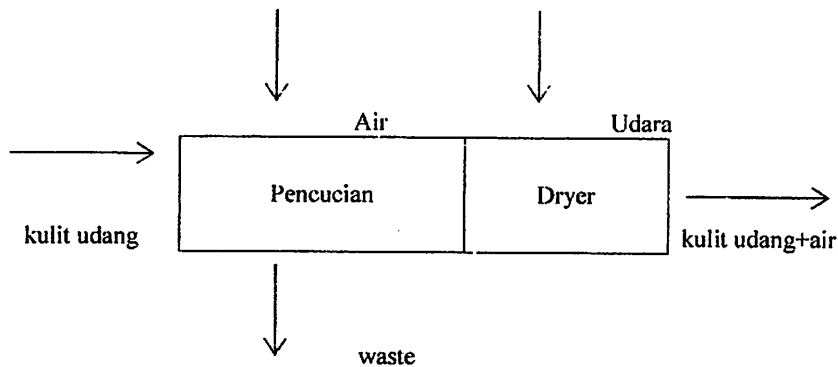 Air
Udara
Pencucian
Dryer
kulit udang
kulit udang+air
waste